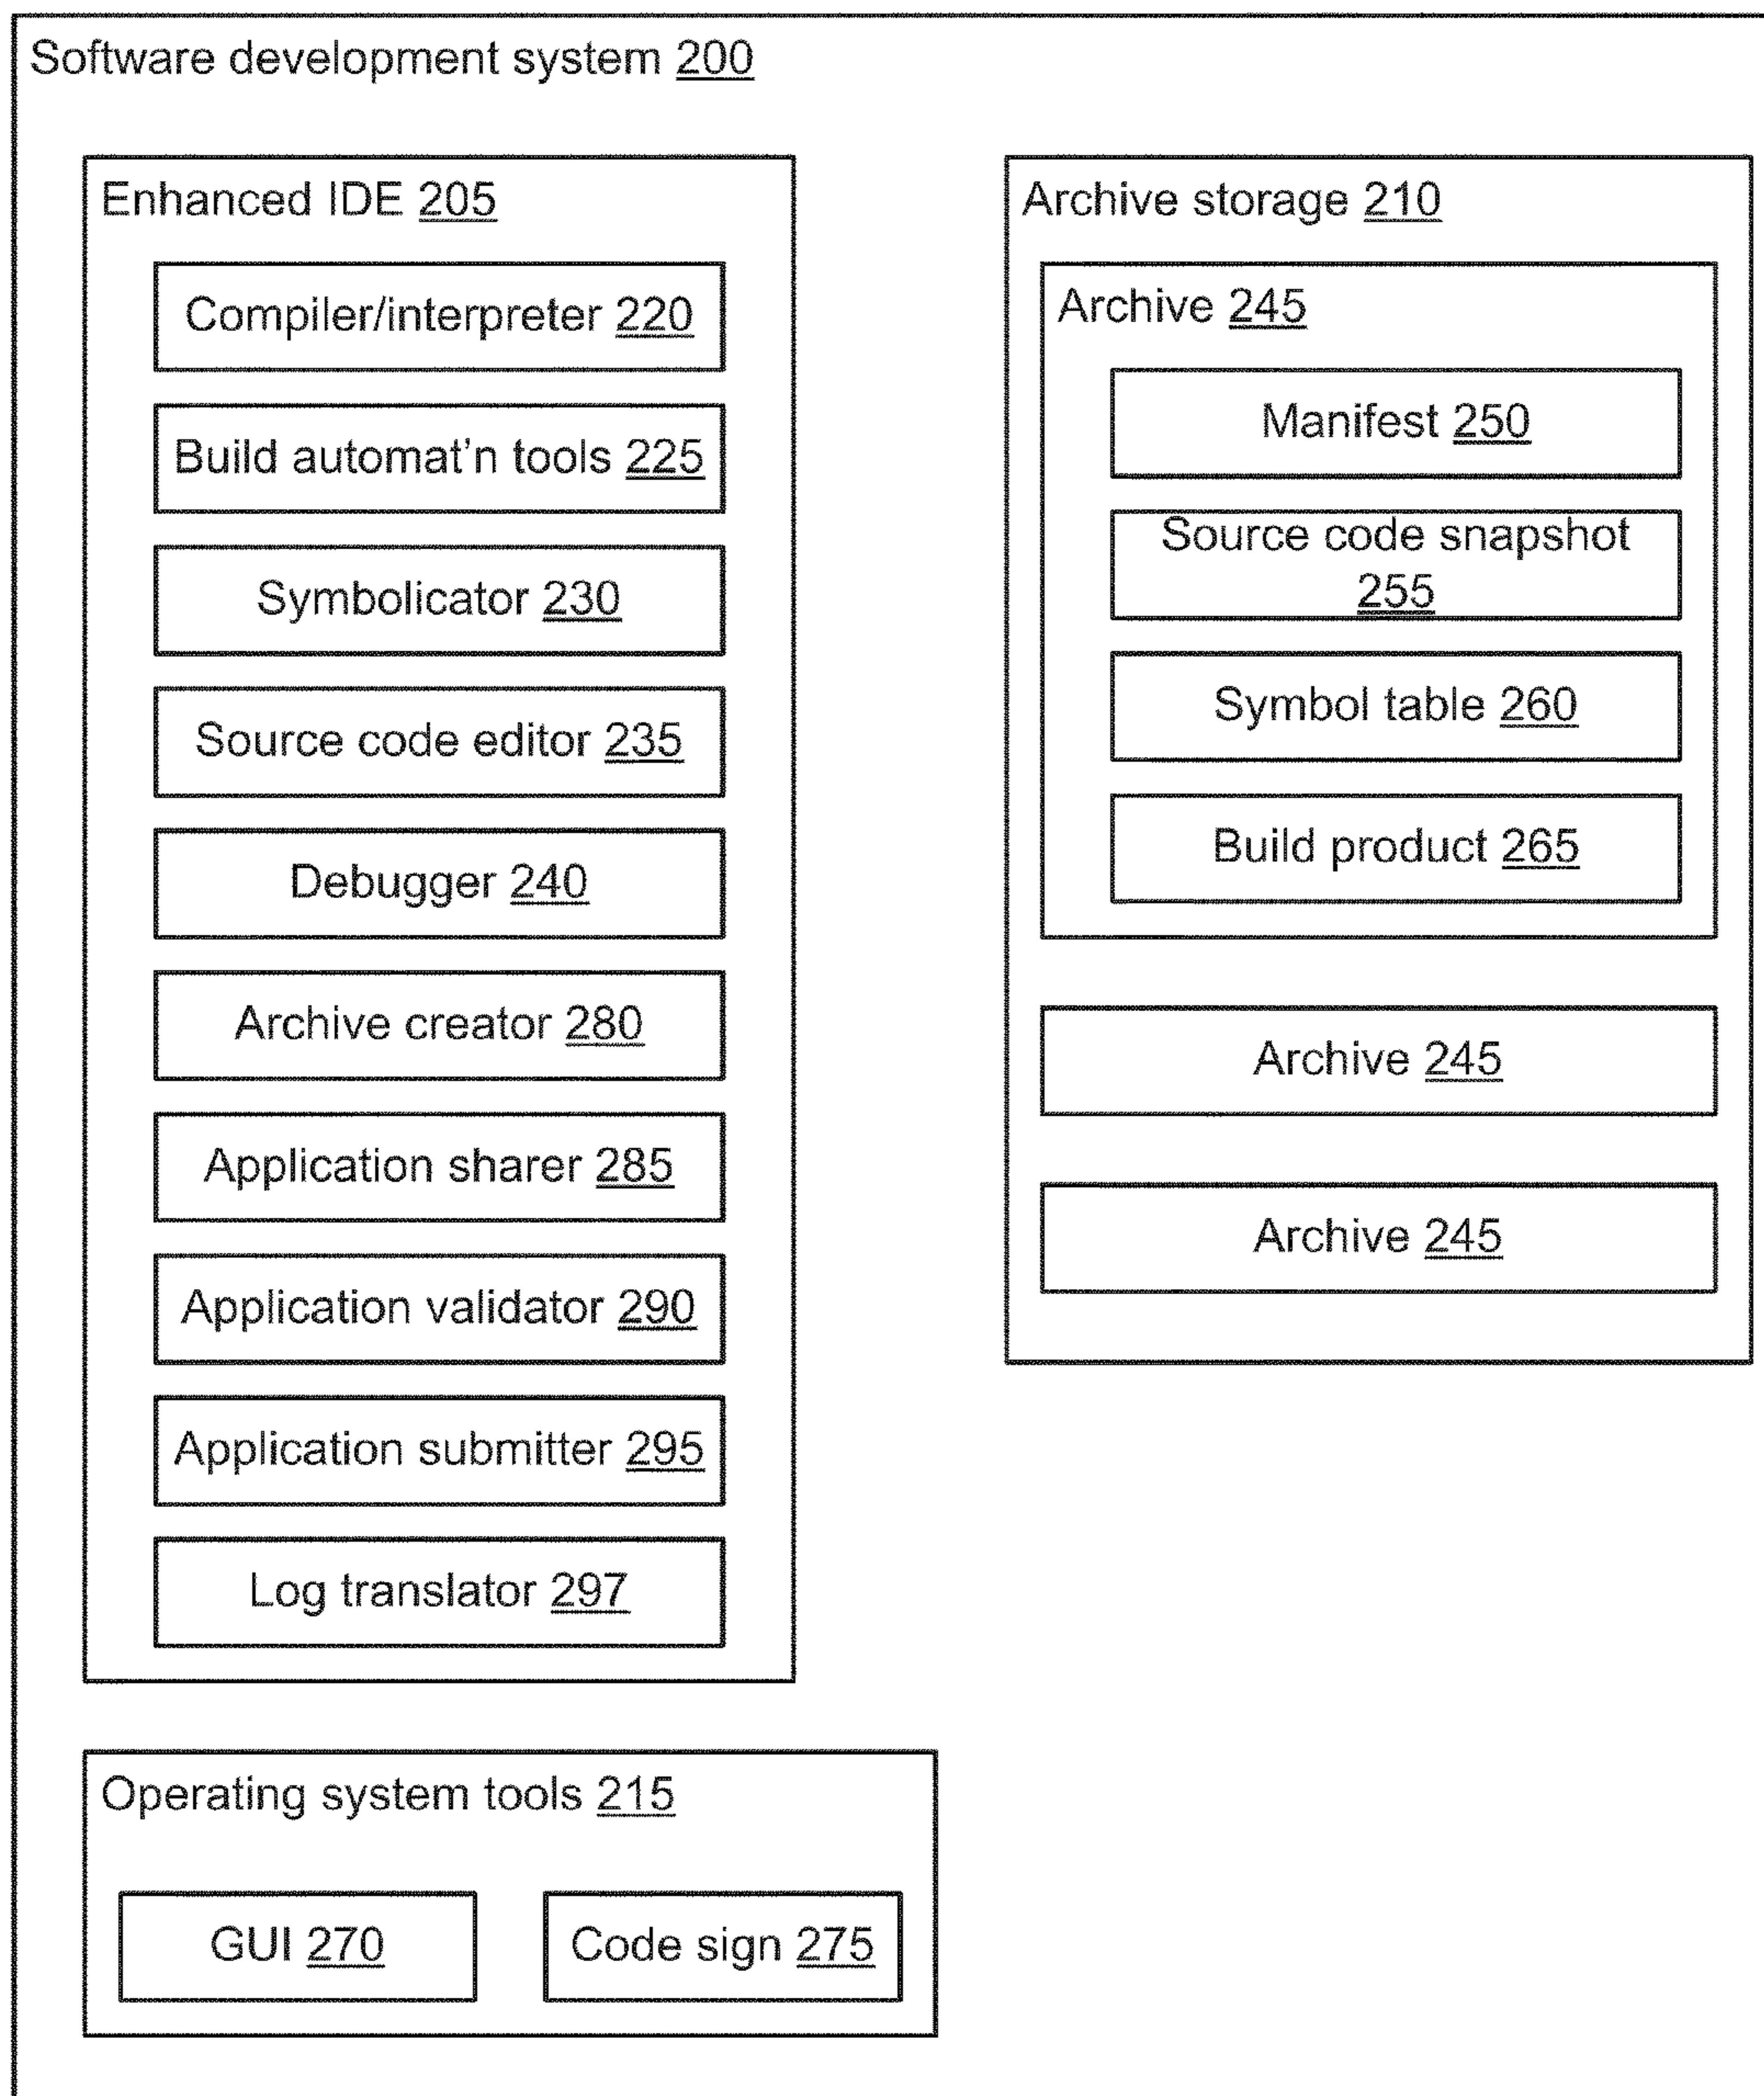 Software development system 200
Enhanced IDE 205
Compiler/interpreter 220
Build automat'n tools 225
Symbolicator 230
Source code editor 235
Debugger 240
Archive creator 280
Application sharer 285
Application validator 290
Application submitter 295
Log translator 297
Archive storage 210
Archive 245
Manifest 250
Source code snapshot
255
Symbol table 260
Build product 265
Archive 245
Archive 245
Operating system tools 215
GUI 270
Code sign 275